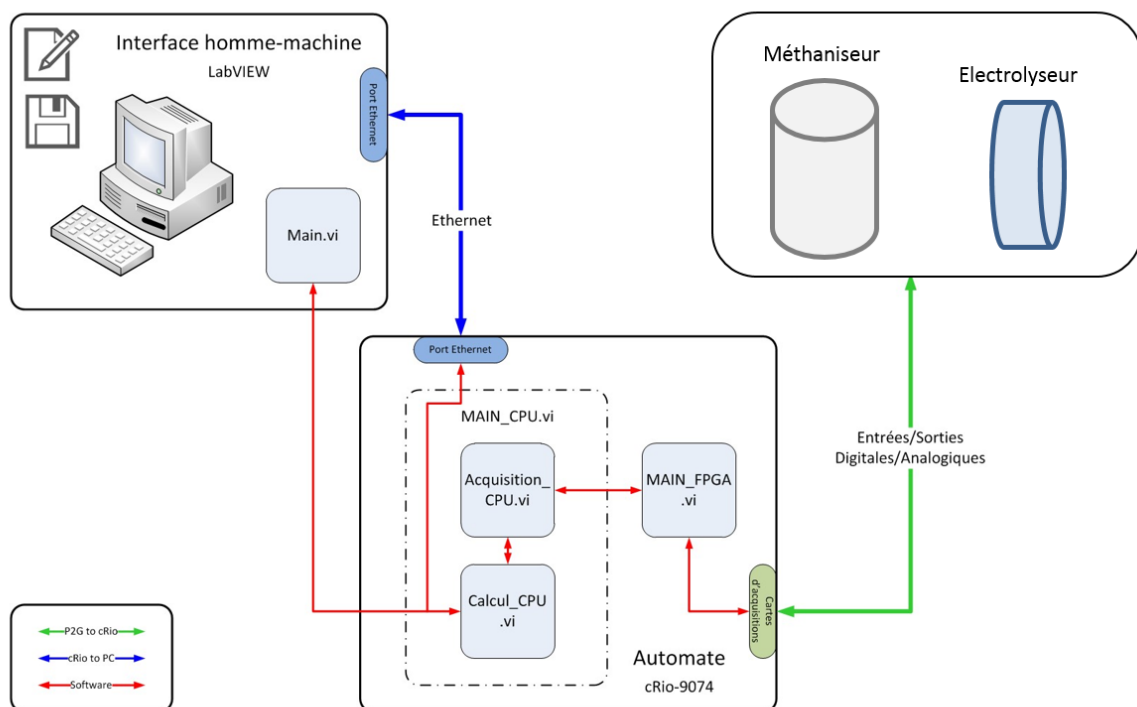 Interface homme-machine
LabVIEW
Port Ethernet
Main.vi
Ethernet
Méthaniseur
Electrolyseur
Entrées/Sorties
Digitales/Analogiques
Port Ethernet
MAIN_CPU.vi
Acquisition_
CPU.vi
MAIN_FPGA
.vi
Calcul_CPU
.vi
Cartes
d'acquisitions
Automate
cRio-9074
P2G to cRio
cRio to PC
Software